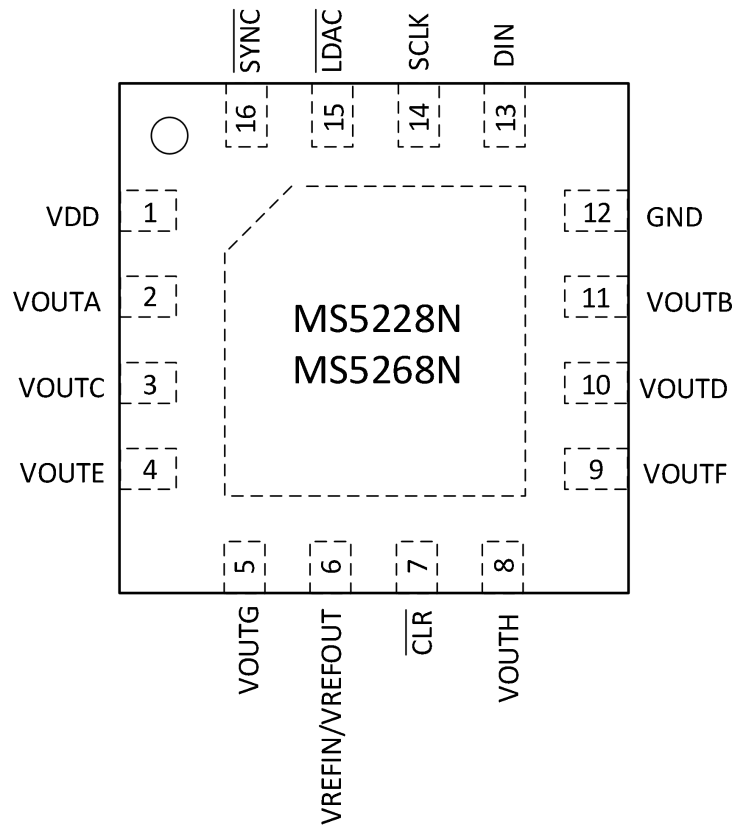 SYNC
LDAC
SCLK
DIN
16
15
14
13
VDD 1
12 GND
VOUTA 2
11 VOUTB
MS5228N
MS5268N
VOUTC 3
10 VOUTD
VOUTE 4
9 VOUTF
5
6
7
8
VOUTG
VREFIN/VREFOUT
CLR
VOUTH